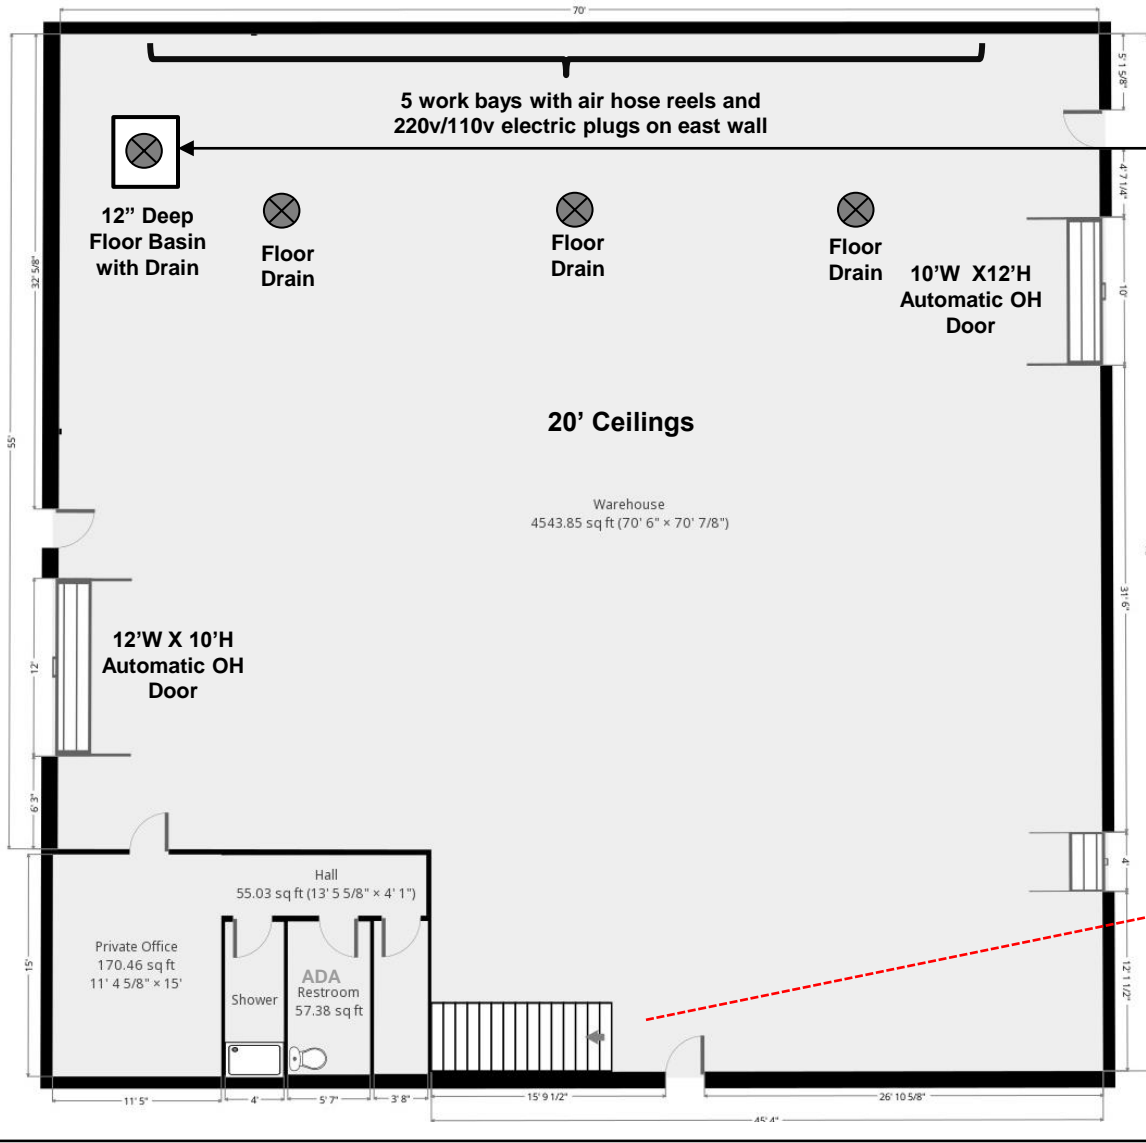 70'
5 work bays with air hose reels and
220v/110v electric plugs on east wall
5' 1 5/8"
12” Deep
Floor Basin
with Drain
Floor
Drain
Floor
Drain
Floor
Drain
4' 7 1/4"
10’W  X12’H
Automatic OH
Door
10'
32' 5/8"
55'
20’ Ceilings
Warehouse
4543.85 sq ft (70' 6" × 70' 7/8")
31' 6"
12’W X 10’H
Automatic OH
Door
12'
6' 3"
4'
Hall
55.03 sq ft (13' 5 5/8" × 4' 1")
Private Office
170.46 sq ft
11' 4 5/8" × 15'
15'
Shower
ADA
Restroom
57.38 sq ft
12' 1 1/2"
11' 5"
4'
5' 7"
3' 8"
15' 9 1/2"
26' 10 5/8"
45' 4"